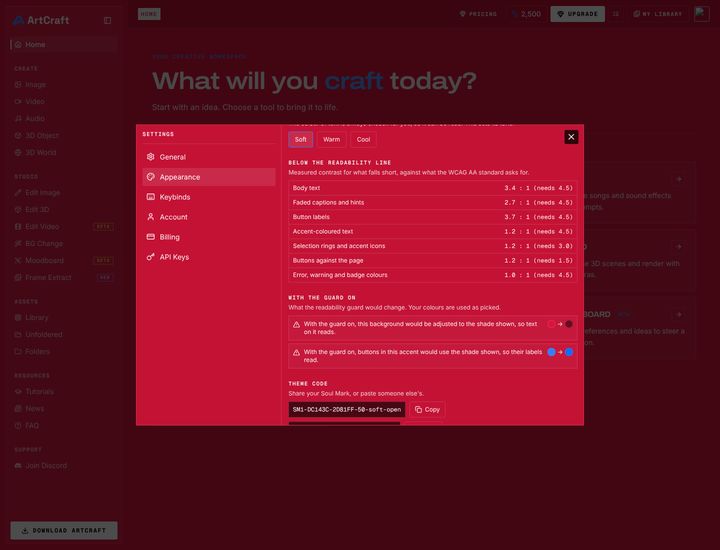 ArtCraft
HOME
PRICING
2,500
UPGRADE
MY LIBRARY
Home
CREATE
Image
Video
Audio
3D Object
3D World
STUDIO
Edit Image
Edit 3D
Edit Video BETA
BG Change
Moodboard BETA
Frame Extract NEW
ASSETS
Library
Unfoldered
Folders
RESOURCES
Tutorials
News
FAQ
SUPPORT
Join Discord
DOWNLOAD ARTCRAFT
YOUR CREATIVE WORKSPACE
What will you craft today?
Start with an idea. Choose a tool to bring it to life.
SETTINGS
General
Appearance
Keybinds
Account
Billing
API Keys
Soft
Warm
Cool
BELOW THE READABILITY LINE
Measured contrast for what falls short, against what the WCAG AA standard asks for.
Body text 3.4 : 1 (needs 4.5)
Faded captions and hints 2.7 : 1 (needs 4.5)
Button labels 3.7 : 1 (needs 4.5)
Accent-coloured text 1.2 : 1 (needs 4.5)
Selection rings and accent icons 1.2 : 1 (needs 3.0)
Buttons against the page 1.2 : 1 (needs 1.5)
Error, warning and badge colours 1.0 : 1 (needs 4.5)
WITH THE GUARD ON
What the readability guard would change. Your colours are used as picked.
With the guard on, this background would be adjusted to the shade shown, so text
on it reads.
With the guard on, buttons in this accent would use the shade shown, so their labels
read.
THEME CODE
Share your Soul Mark, or paste someone else's.
SM1-DC143C-2D81FF-50-soft-open
Copy
songs and sound effects
3D scenes and render with
BOARD
references and ideas to steer a